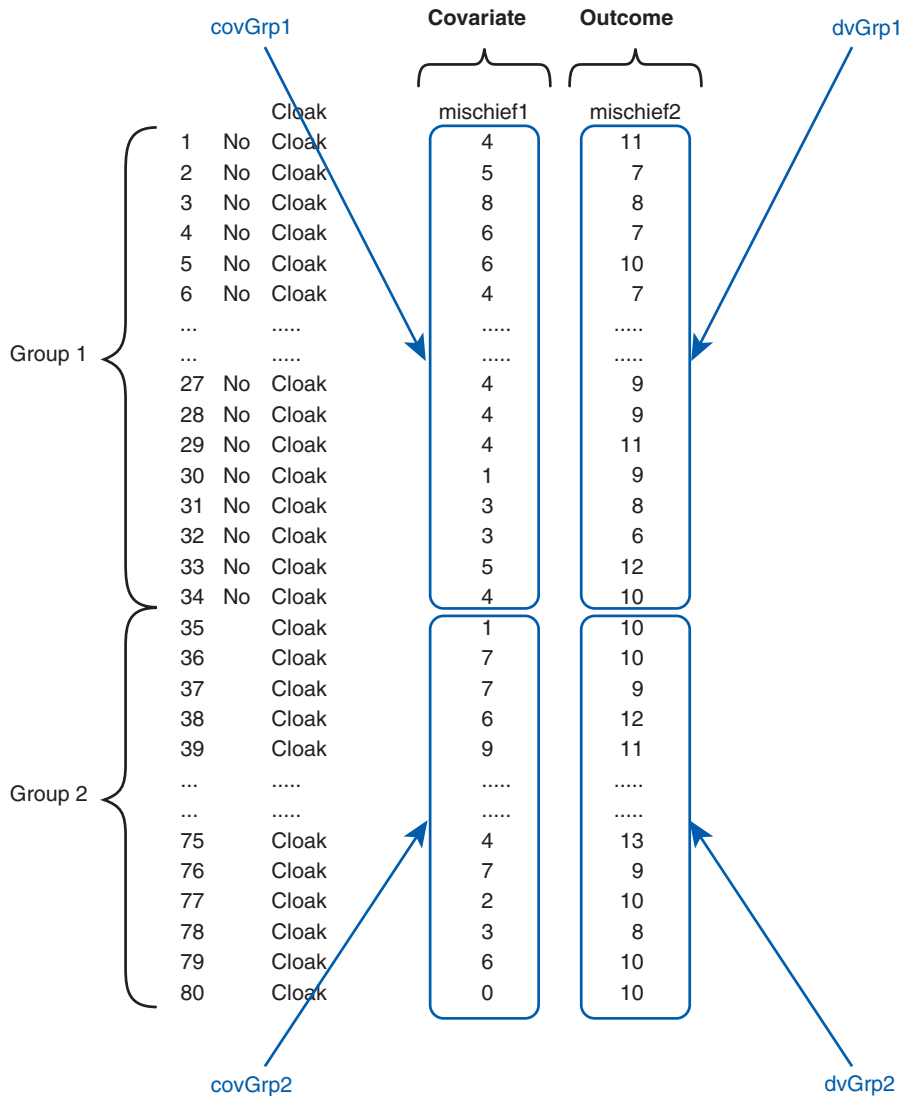 covGrp1 Covariate Outcome dvGrp1
Cloak mischief1 mischief2
1 No Cloak 4 11
2 No Cloak 5 7
3 No Cloak 8 8
4 No Cloak 6 7
5 No Cloak 6 10
6 No Cloak 4 7
... ..... ..... .....
Group 1 ... ..... ..... .....
27 No Cloak 4 9
28 No Cloak 4 9
29 No Cloak 4 11
30 No Cloak 1 9
31 No Cloak 3 8
32 No Cloak 3 6
33 No Cloak 5 12
34 No Cloak 4 10
35 Cloak 1 10
36 Cloak 7 10
37 Cloak 7 9
38 Cloak 6 12
39 Cloak 9 11
... ..... ..... .....
Group 2 ... ..... ..... .....
75 Cloak 4 13
76 Cloak 7 9
77 Cloak 2 10
78 Cloak 3 8
79 Cloak 6 10
80 Cloak 0 10
covGrp2 dvGrp2